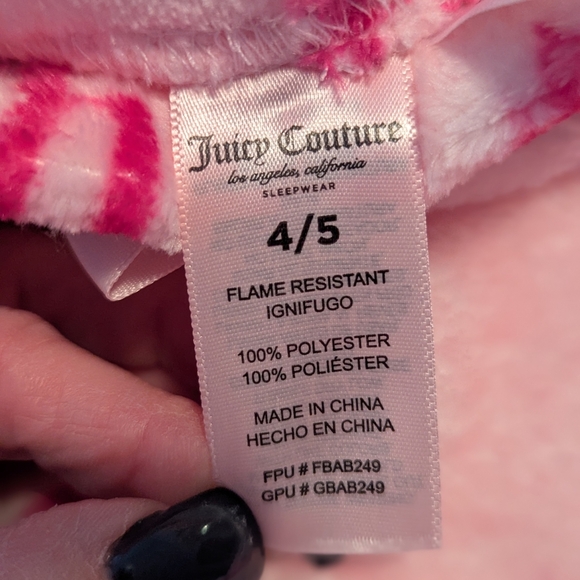 Juicy Couture
los angeles, california
SLEEPWEAR
4/5
FLAME RESISTANT
IGNIFUGO
100% POLYESTER
100% POLIÉSTER
MADE IN CHINA
HECHO EN CHINA
FPU # FBAB249
GPU # GBAB249